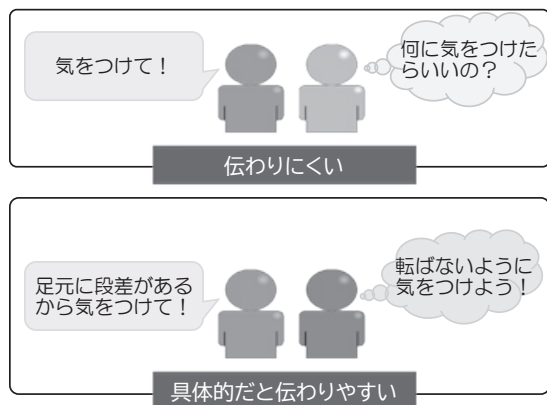 気をつけて！
何に気をつけた
らいいの？
伝わりにくい
足元に段差がある
から気をつけて！
転ばないように
気をつけよう！
具体的だと伝わりやすい